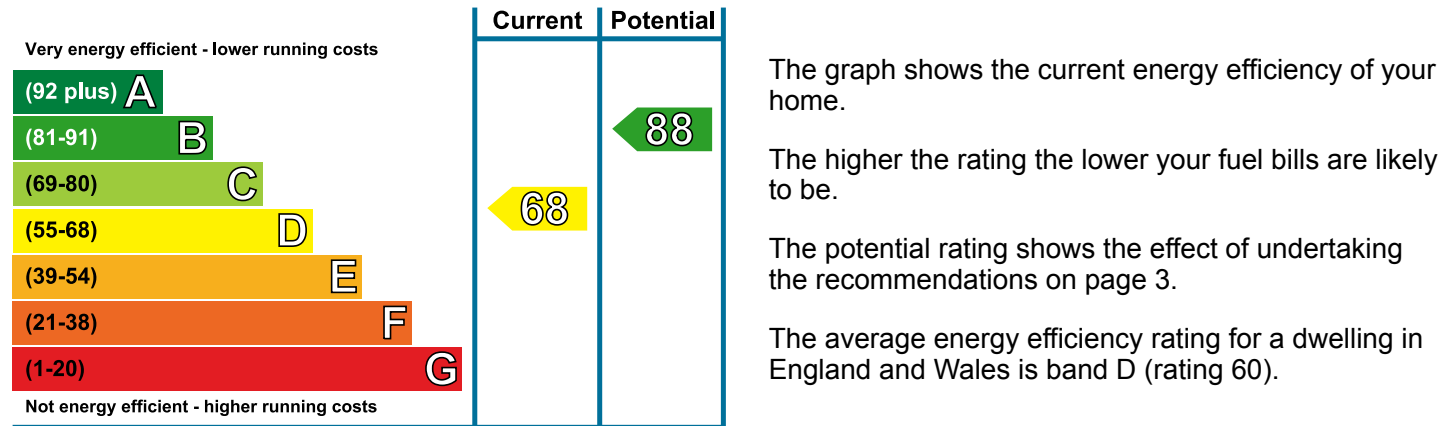 Current Potential
Very energy efficient - lower running costs
(92 plus) A
(81-91) B
88
(69-80) C
68
(55-68) D
(39-54) E
(21-38) F
(1-20) G
Not energy efficient - higher running costs
The graph shows the current energy efficiency of your
home.
The higher the rating the lower your fuel bills are likely
to be.
The potential rating shows the effect of undertaking
the recommendations on page 3.
The average energy efficiency rating for a dwelling in
England and Wales is band D (rating 60).